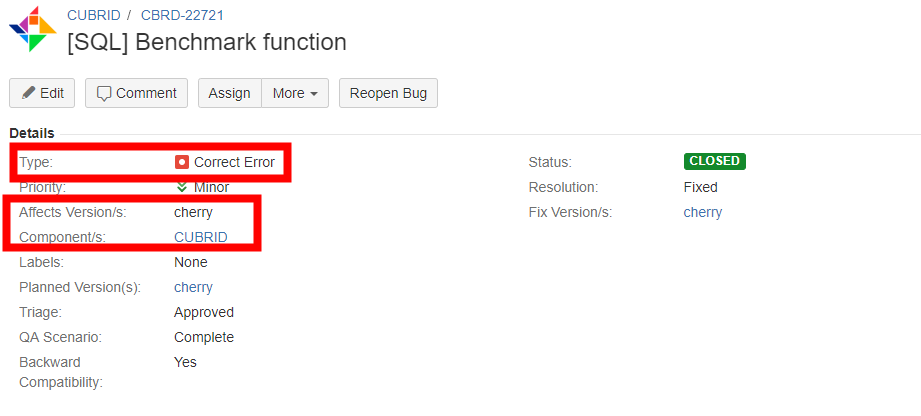 CUBRID / CBRD-22721
[SQL] Benchmark function
Edit Comment Assign More Reopen Bug
Details
Type: Correct Error Status: CLOSED
Priority: Minor Resolution: Fixed
Affects Version/s: cherry Fix Version/s: cherry
Component/s: CUBRID
Labels: None
Planned Version(s): cherry
Triage: Approved
QA Scenario: Complete
Backward Yes
Compatibility: